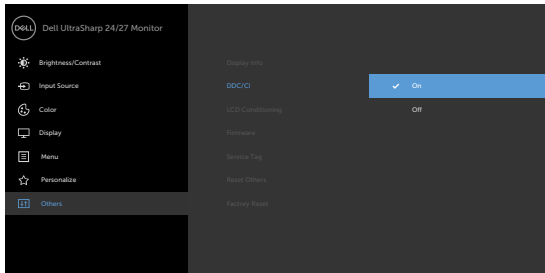 DELL Dell UltraSharp 24/27 Monitor
Brightness/Contrast
Input Source
Color
Display
Menu
Personalize
Others
Display Info
DDC/CI
LCD Conditioning
Firmware
Service Tag
Reset Others
Factory Reset
On
Off